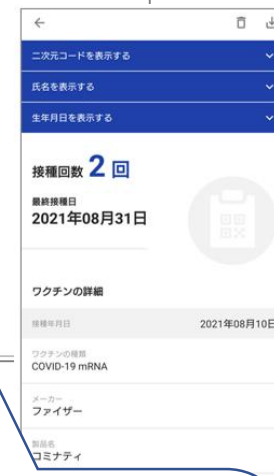 二次元コードを表示する
氏名を表示する
生年月日を表示する
接種回数 2 回
最終接種日
2021年08月31日
ワクチンの詳細
接種年月日 2021年08月10日
ワクチンの種類
COVID-19 mRNA
メーカー
ファイザー
製品名
コミナティ